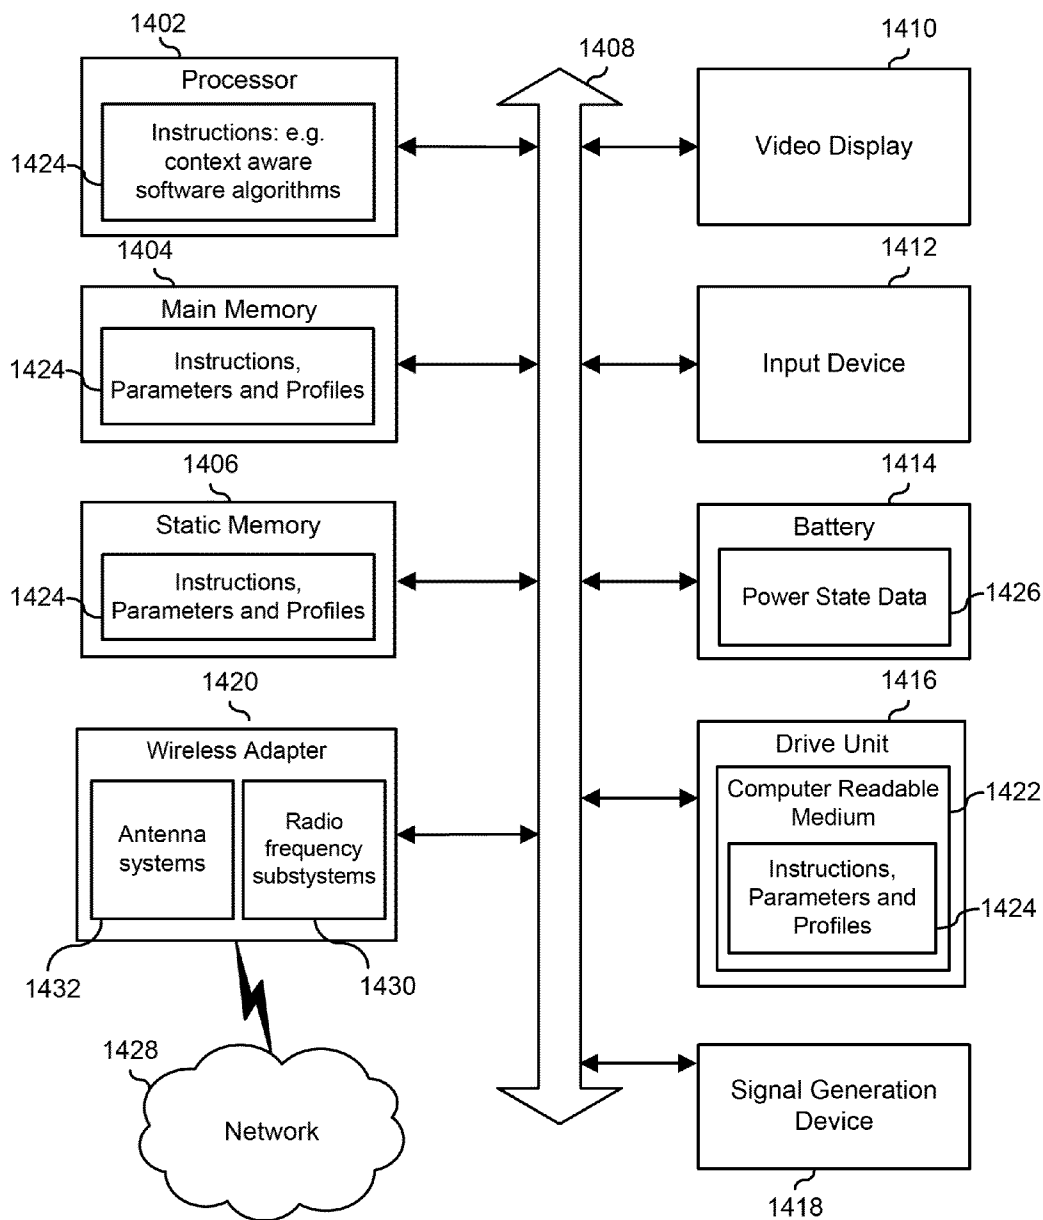 1402
Processor
Instructions: e.g.
context aware
software algorithms
1424
1404
Main Memory
Instructions,
Parameters and Profiles
1424
1406
Static Memory
Instructions,
Parameters and Profiles
1424
1420
Wireless Adapter
Antenna
systems
Radio
frequency
substystems
1432
1430
1428
Network
1408
1410
Video Display
1412
Input Device
1414
Battery
Power State Data
1426
1416
Drive Unit
Computer Readable
Medium
1422
Instructions,
Parameters and
Profiles
1424
Signal Generation
Device
1418